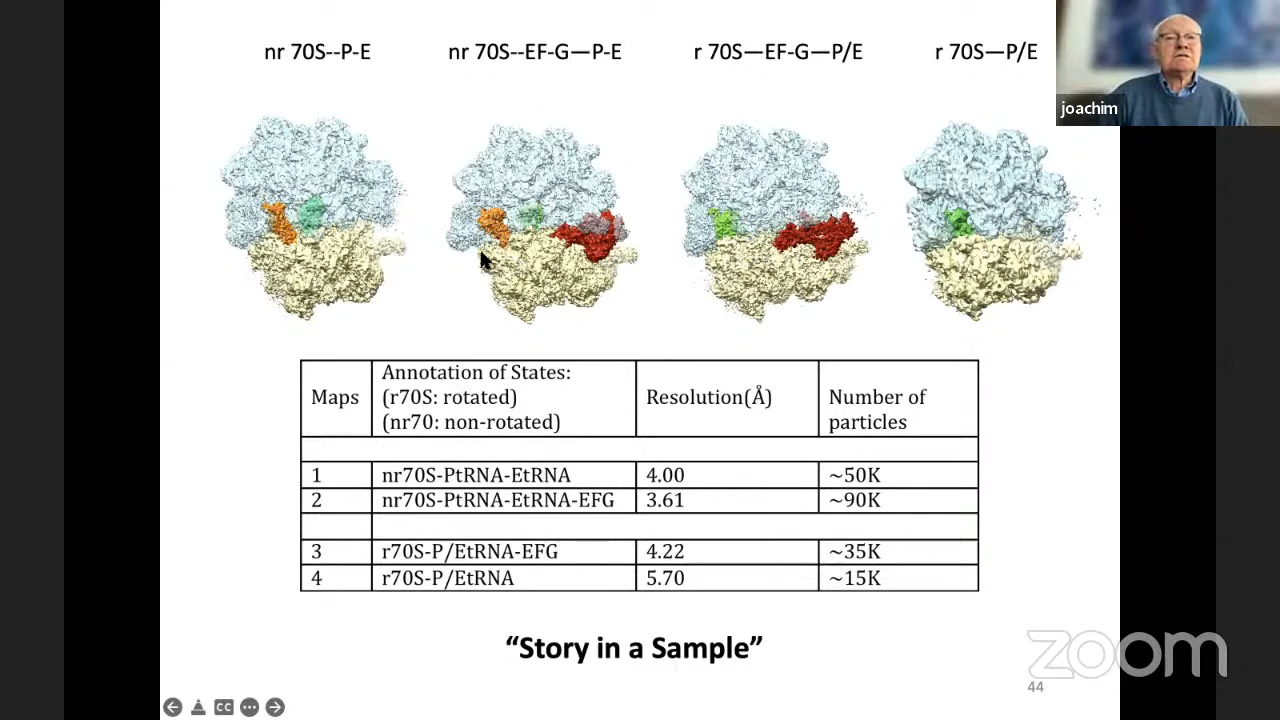 nr 70S--P-E
nr 70S--EF-G—P-E
r 70S—EF-G—P/E
r 70S—P/E
joachim
Maps
Annotation of States:
(r70S: rotated)
(nr70: non-rotated)
Resolution(Å)
Number of
particles
1 nr70S-PtRNA-EtRNA 4.00 ~50K
2 nr70S-PtRNA-EtRNA-EFG 3.61 ~90K
3 r70S-P/EtRNA-EFG 4.22 ~35K
4 r70S-P/EtRNA 5.70 ~15K
“Story in a Sample”
zoom
44
CC